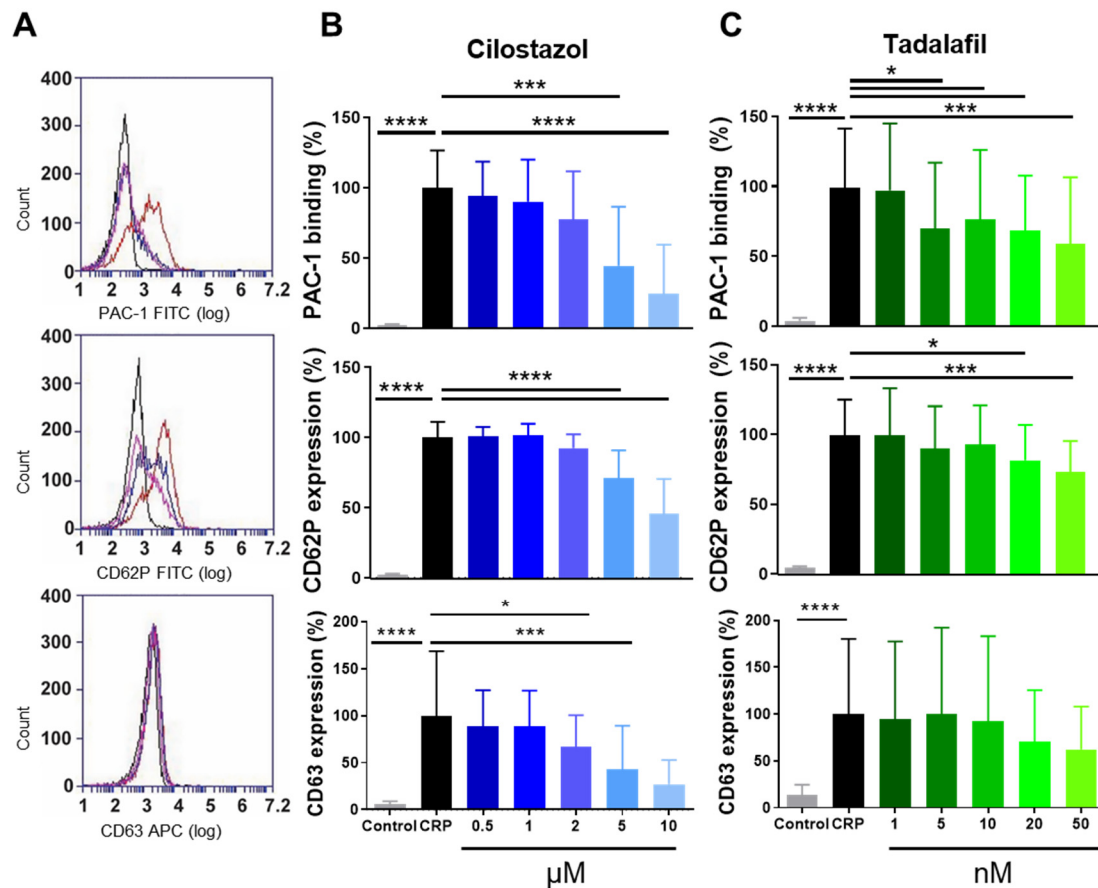 A
400
300
200
100
0
Count
1 2 3 4 5 6 7.2
PAC-1 FITC (log)
400
300
200
100
0
Count
1 2 3 4 5 6 7.2
CD62P FITC (log)
400
300
200
100
0
Count
1 2 3 4 5 6 7.2
CD63 APC (log)
B
Cilostazol
***
**** ****
PAC-1 binding (%)
150
100
50
0
**** ****
CD62P expression (%)
150
100
50
0
*
**** ***
CD63 expression (%)
200
150
100
50
0
Control CRP 0.5 1 2 5 10
µM
C
Tadalafil
*
**** ***
PAC-1 binding (%)
150
100
50
0
*
**** ***
CD62P expression (%)
150
100
50
0
****
CD63 expression (%)
200
150
100
50
0
Control CRP 1 5 10 20 50
nM